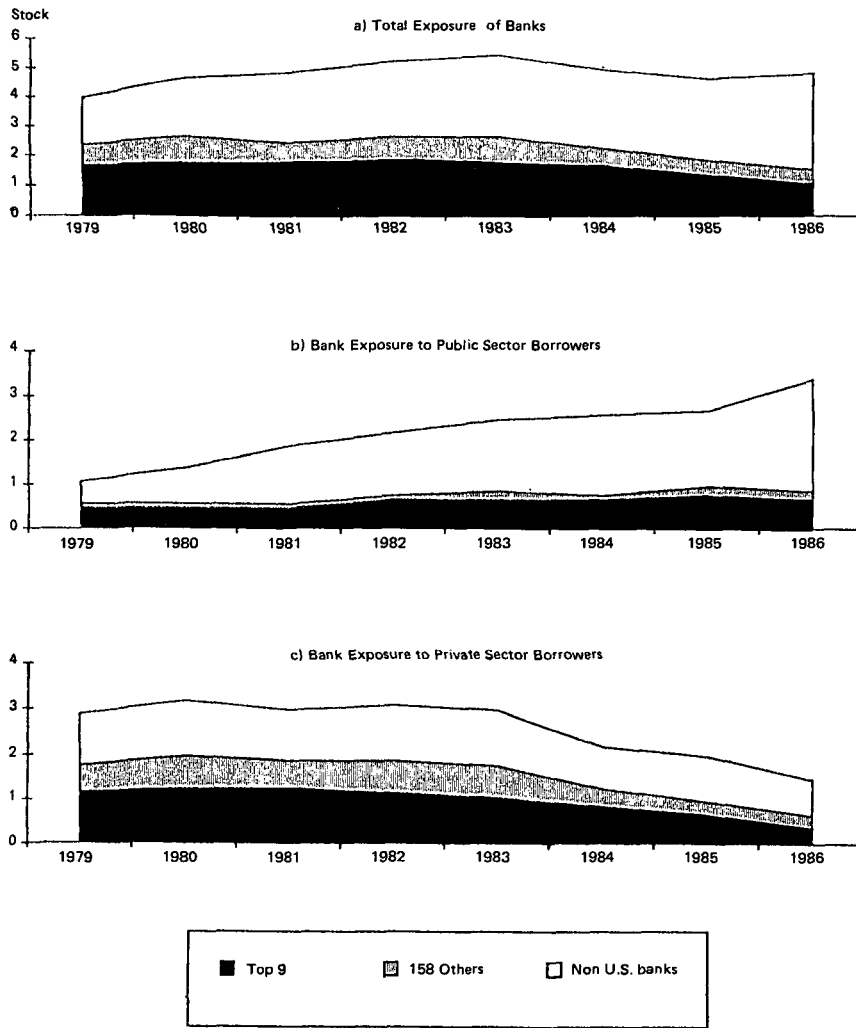 Stock
a) Total Exposure of Banks
6
5
4
3
2
1
0
1979 1980 1981 1982 1983 1984 1985 1986
b) Bank Exposure to Public Sector Borrowers
4
3
2
1
0
1979 1980 1981 1982 1983 1984 1985 1986
c) Bank Exposure to Private Sector Borrowers
4
3
2
1
0
1979 1980 1981 1982 1983 1984 1985 1986
Top 9 158 Others Non U.S. banks